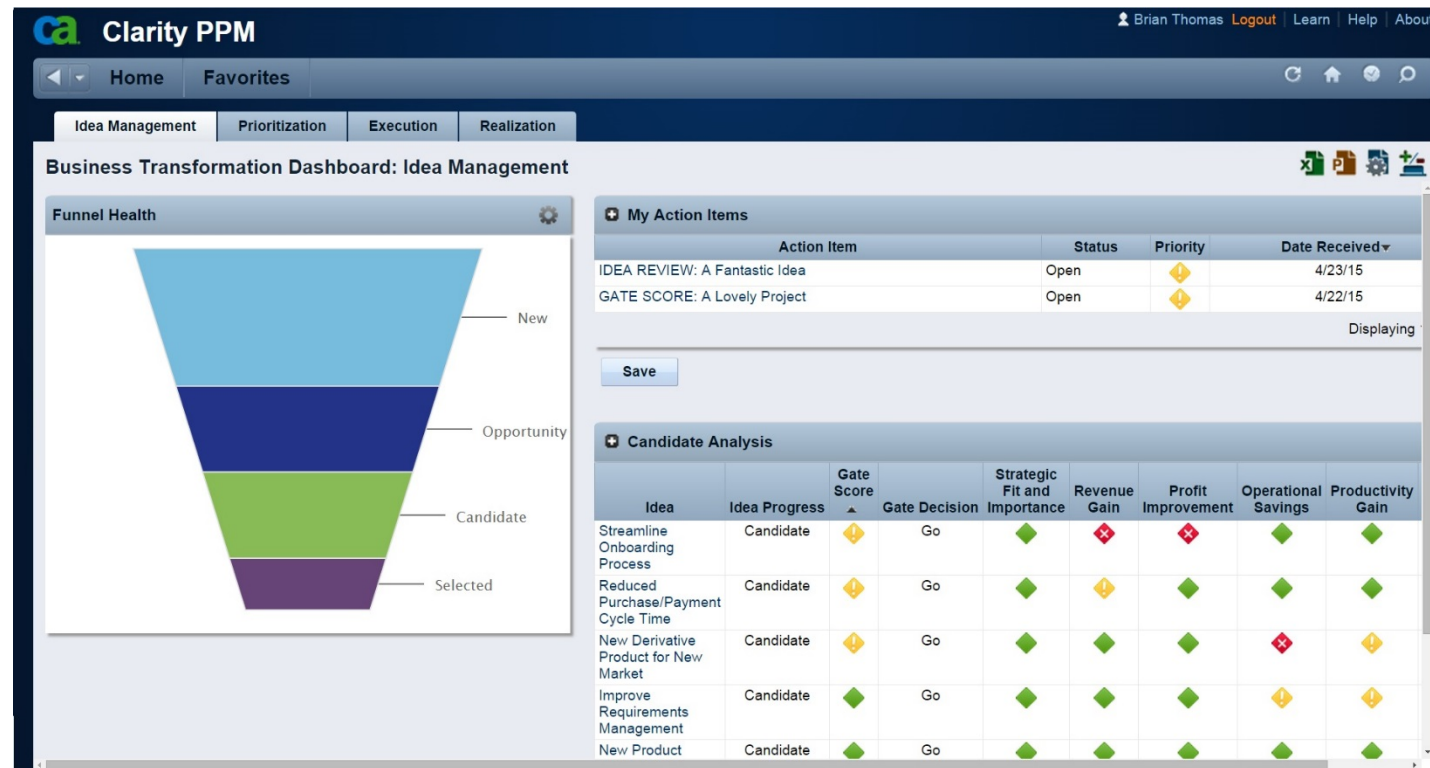 ca Clarity PPM
Brian Thomas Logout Learn Help About
Home Favorites
Idea Management Prioritization Execution Realization
Business Transformation Dashboard: Idea Management
Funnel Health
New
Opportunity
Candidate
Selected
My Action Items
Action Item Status Priority Date Received
IDEA REVIEW: A Fantastic Idea Open 4/23/15
GATE SCORE: A Lovely Project Open 4/22/15
Displaying
Save
Candidate Analysis
Idea Idea Progress Gate Score Gate Decision Strategic Fit and Importance Revenue Gain Profit Improvement Operational Savings Productivity Gain
Streamline Candidate Go
Onboarding
Process
Reduced Candidate Go
Purchase/Payment
Cycle Time
New Derivative Candidate Go
Product for New
Market
Improve Candidate Go
Requirements
Management
New Product Candidate Go